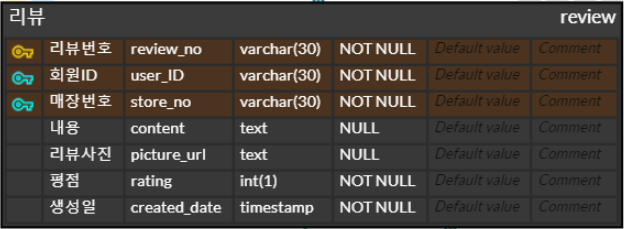 리뷰 review
리뷰번호 review_no varchar(30) NOT NULL Default value Comment
회원ID user_ID varchar(30) NOT NULL Default value Comment
매장번호 store_no varchar(30) NOT NULL Default value Comment
내용 content text NULL Default value Comment
리뷰사진 picture_url text NULL Default value Comment
평점 rating int(1) NOT NULL Default value Comment
생성일 created_date timestamp NOT NULL Default value Comment